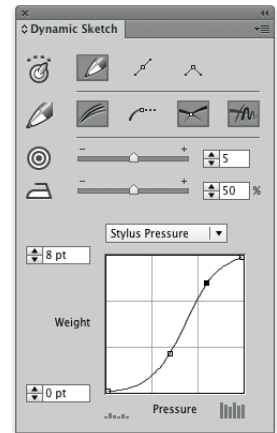 Dynamic Sketch
- +
5
- +
50 %
Stylus Pressure
8 pt
Weight
0 pt
Pressure